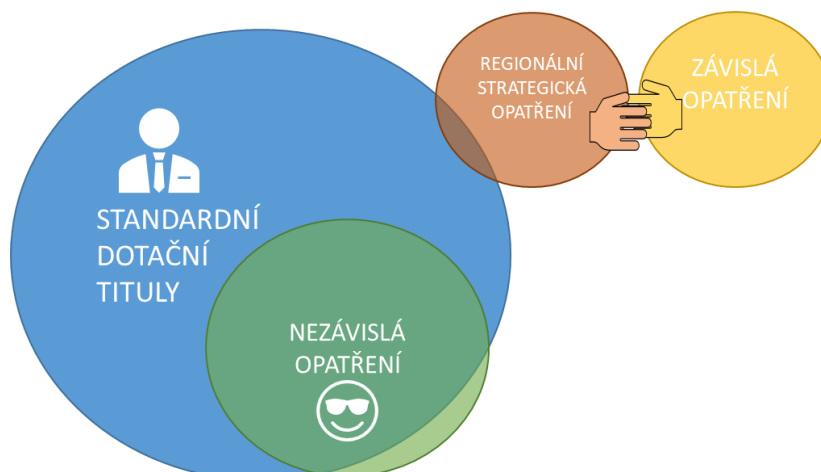 REGIONÁLNÍ
STRATEGICKÁ
OPATŘENÍ
ZÁVISLÁ
OPATŘENÍ
STANDARDNÍ
DOTAČNÍ
TITULY
NEZÁVISLÁ
OPATŘENÍ